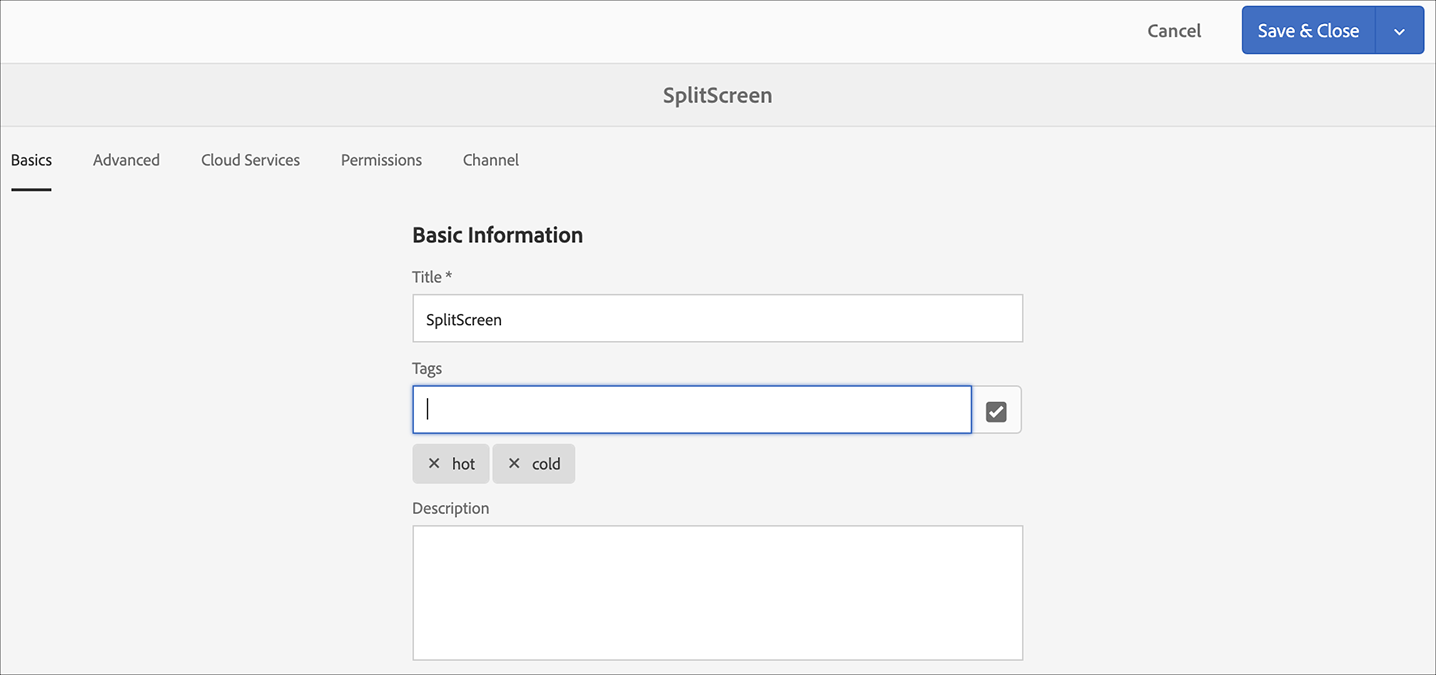 Cancel Save & Close
SplitScreen
Basics Advanced Cloud Services Permissions Channel
Basic Information
Title *
SplitScreen
Tags
hot cold
Description